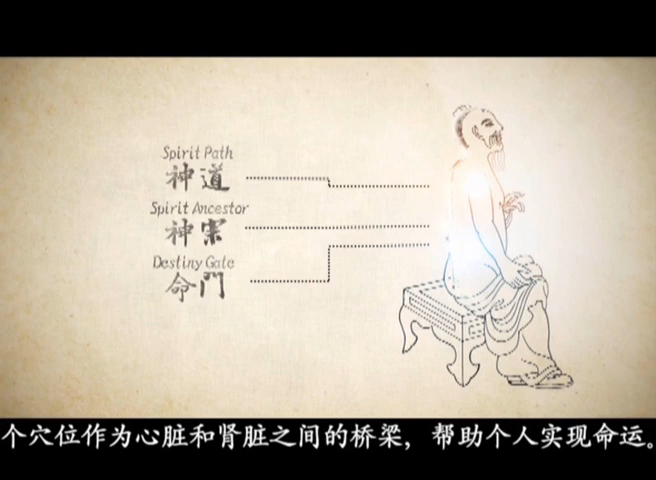 Spirit Path
神道
Spirit Ancestor
神宗
Destiny Gate
命門
个穴位作为心脏和肾脏之间的桥梁，帮助个人实现命运。